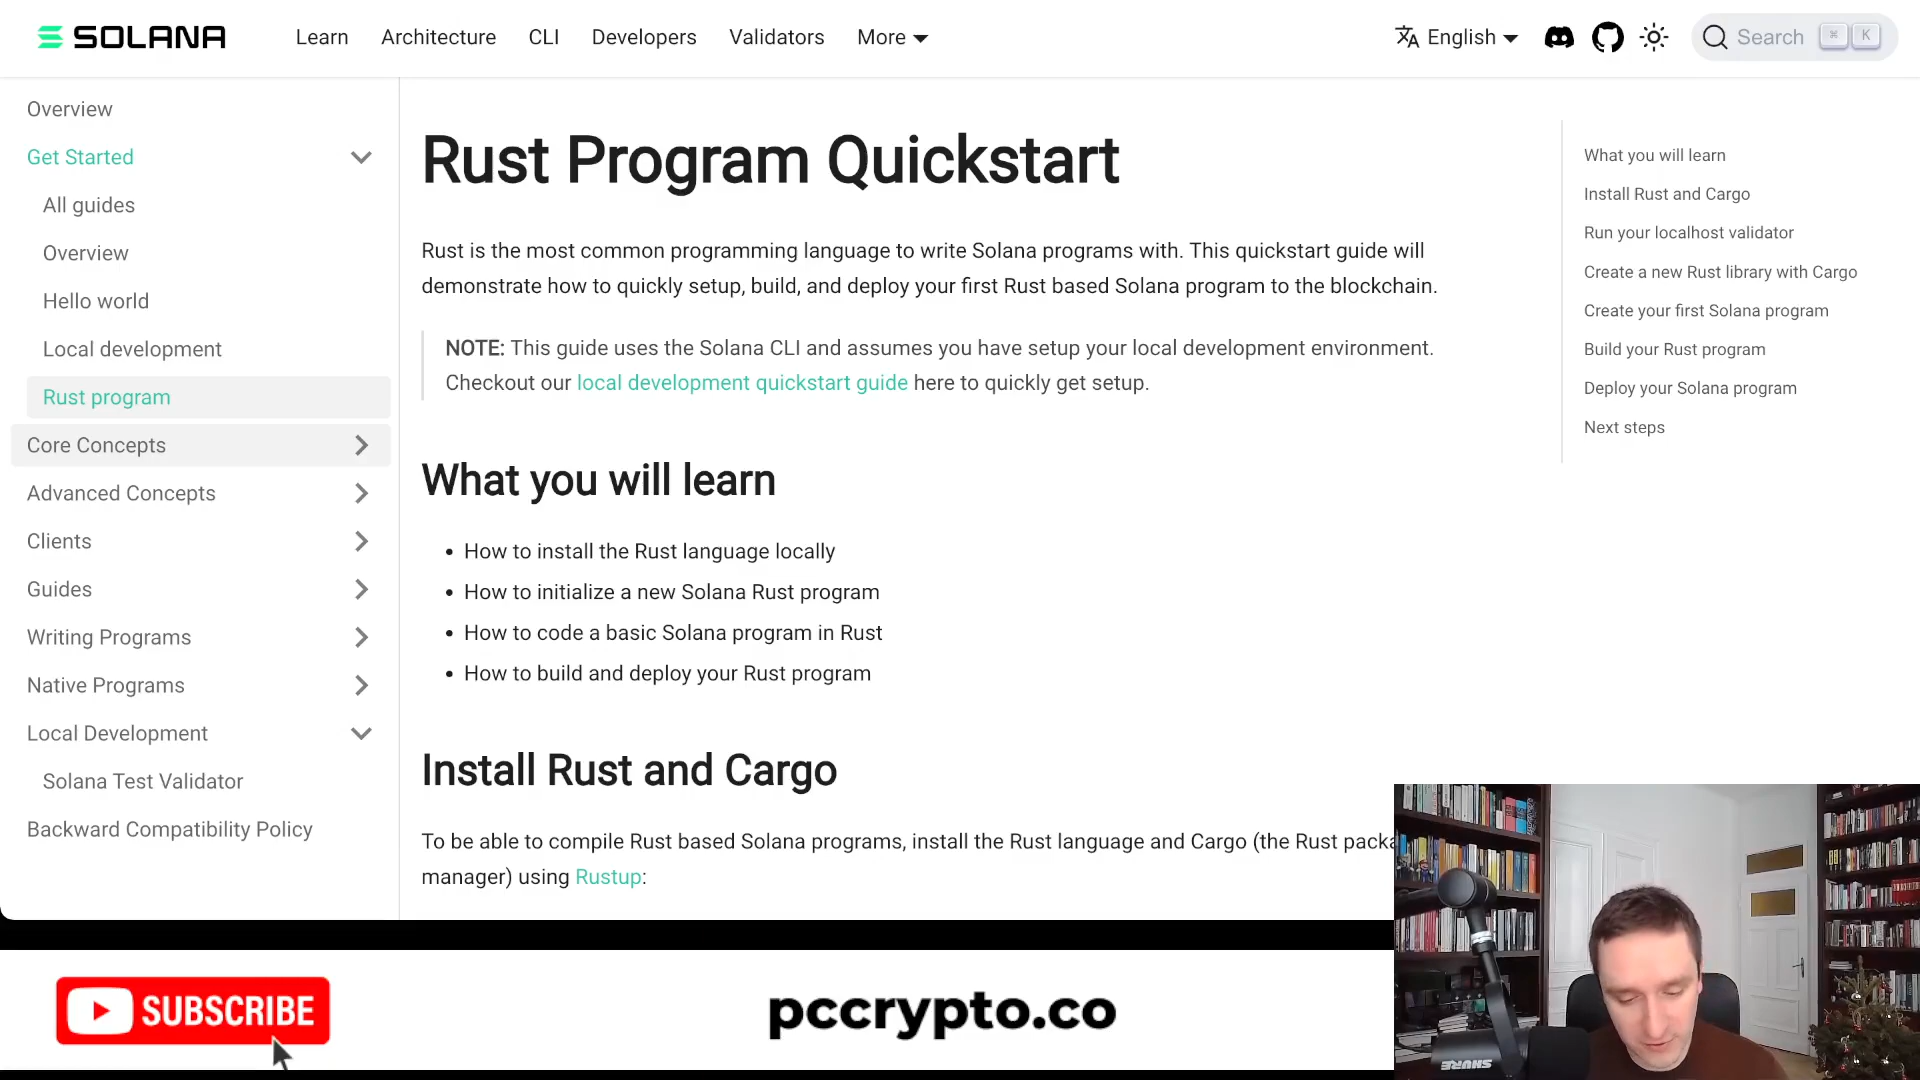 SOLANA
Learn
Architecture
CLI
Developers
Validators
More
English
Search
⌘ K
Overview
Get Started
All guides
Overview
Hello world
Local development
Rust program
Core Concepts
Advanced Concepts
Clients
Guides
Writing Programs
Native Programs
Local Development
Solana Test Validator
Backward Compatibility Policy
Rust Program Quickstart
Rust is the most common programming language to write Solana programs with. This quickstart guide will
demonstrate how to quickly setup, build, and deploy your first Rust based Solana program to the blockchain.
NOTE: This guide uses the Solana CLI and assumes you have setup your local development environment.
Checkout our local development quickstart guide here to quickly get setup.
What you will learn
• How to install the Rust language locally
• How to initialize a new Solana Rust program
• How to code a basic Solana program in Rust
• How to build and deploy your Rust program
Install Rust and Cargo
To be able to compile Rust based Solana programs, install the Rust language and Cargo (the Rust packa
manager) using Rustup:
What you will learn
Install Rust and Cargo
Run your localhost validator
Create a new Rust library with Cargo
Create your first Solana program
Build your Rust program
Deploy your Solana program
Next steps
SUBSCRIBE
pccrypto.co
SHURE